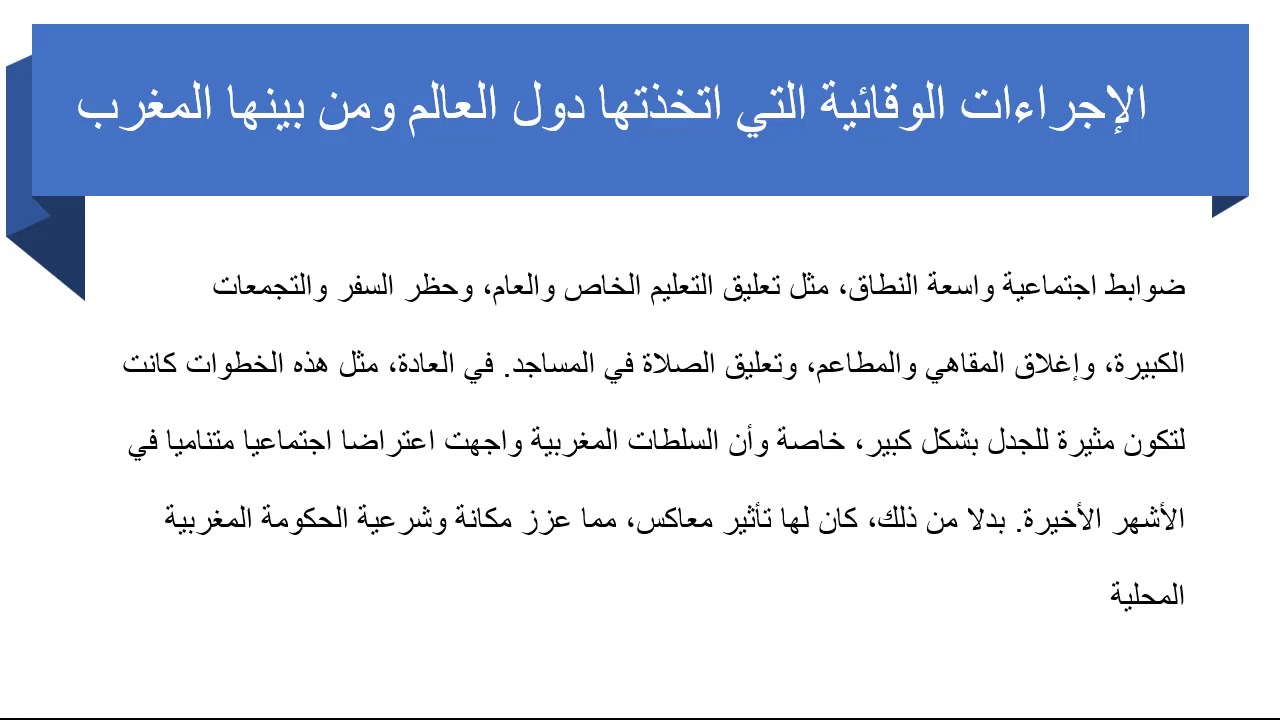 الإجراءات الوقائية التي اتخذتها دول العالم ومن بينها المغرب
ضوابط اجتماعية واسعة النطاق، مثل تعليق التعليم الخاص والعام، وحظر السفر والتجمعات
الكبيرة، وإغلاق المقاهي والمطاعم، وتعليق الصلاة في المساجد. في العادة، مثل هذه الخطوات كانت
لتكون مثيرة للجدل بشكل كبير، خاصة وأن السلطات المغربية واجهت اعتراضا اجتماعيا متناميا في
الأشهر الأخيرة. بدلا من ذلك، كان لها تأثير معاكس، مما عزز مكانة وشرعية الحكومة المغربية
المحلية